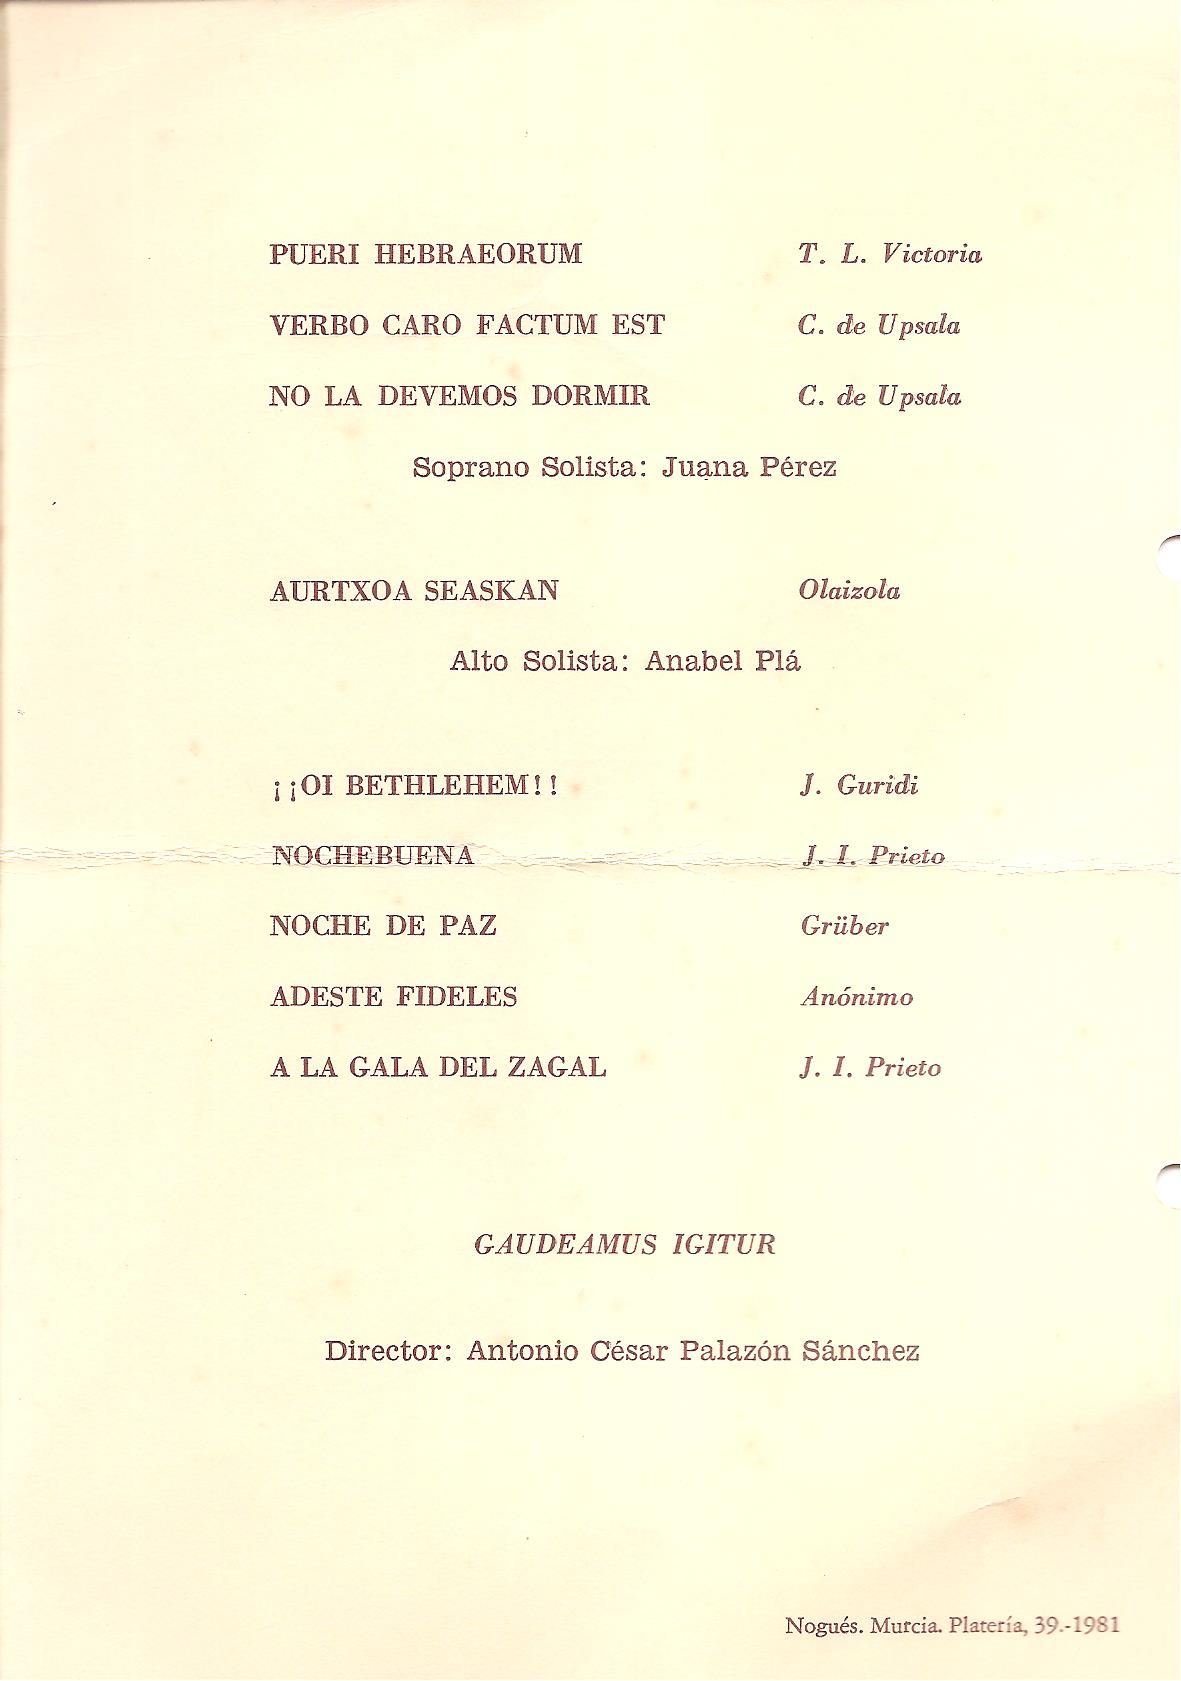 PUERI HEBRAEORUM T. L. Victoria
VERBO CARO FACTUM EST C. de Upsala
NO LA DEVEMOS DORMIR C. de Upsala
Soprano Solista: Juana Pérez
AURTXOA SEASKAN Olaizola
Alto Solista: Anabel Plá
¡¡OI BETHLEHEM!! J. Guridi
NOCHEBUENA J. I. Prieto
NOCHE DE PAZ Grüber
ADESTE FIDELES Anónimo
A LA GALA DEL ZAGAL J. I. Prieto
GAUDEAMUS IGITUR
Director: Antonio César Palazón Sánchez
Nogués. Murcia. Platería, 39.-1981